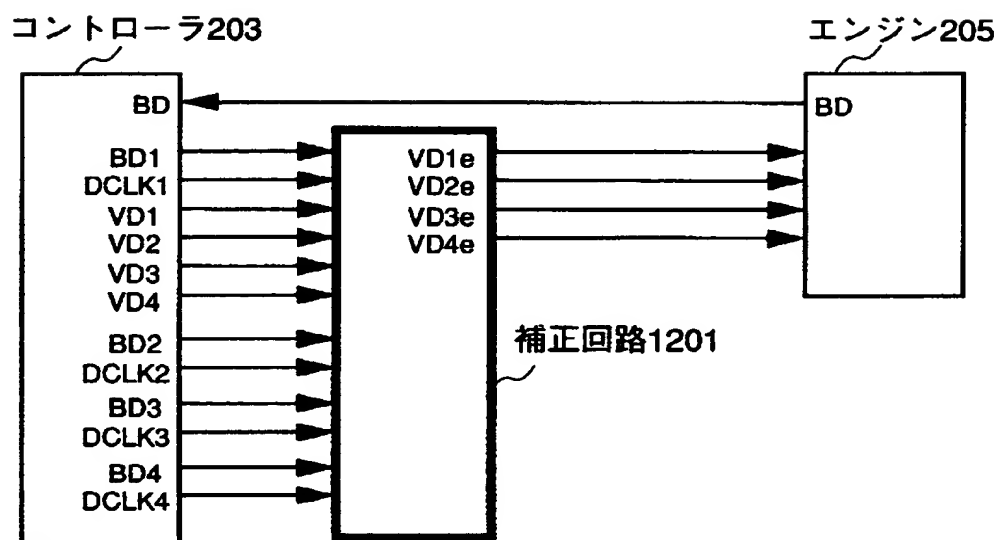 コントローラ203
エンジン205
BD
BD
BD1
DCLK1
VD1
VD2
VD3
VD4
BD2
DCLK2
BD3
DCLK3
BD4
DCLK4
VD1e
VD2e
VD3e
VD4e
補正回路1201